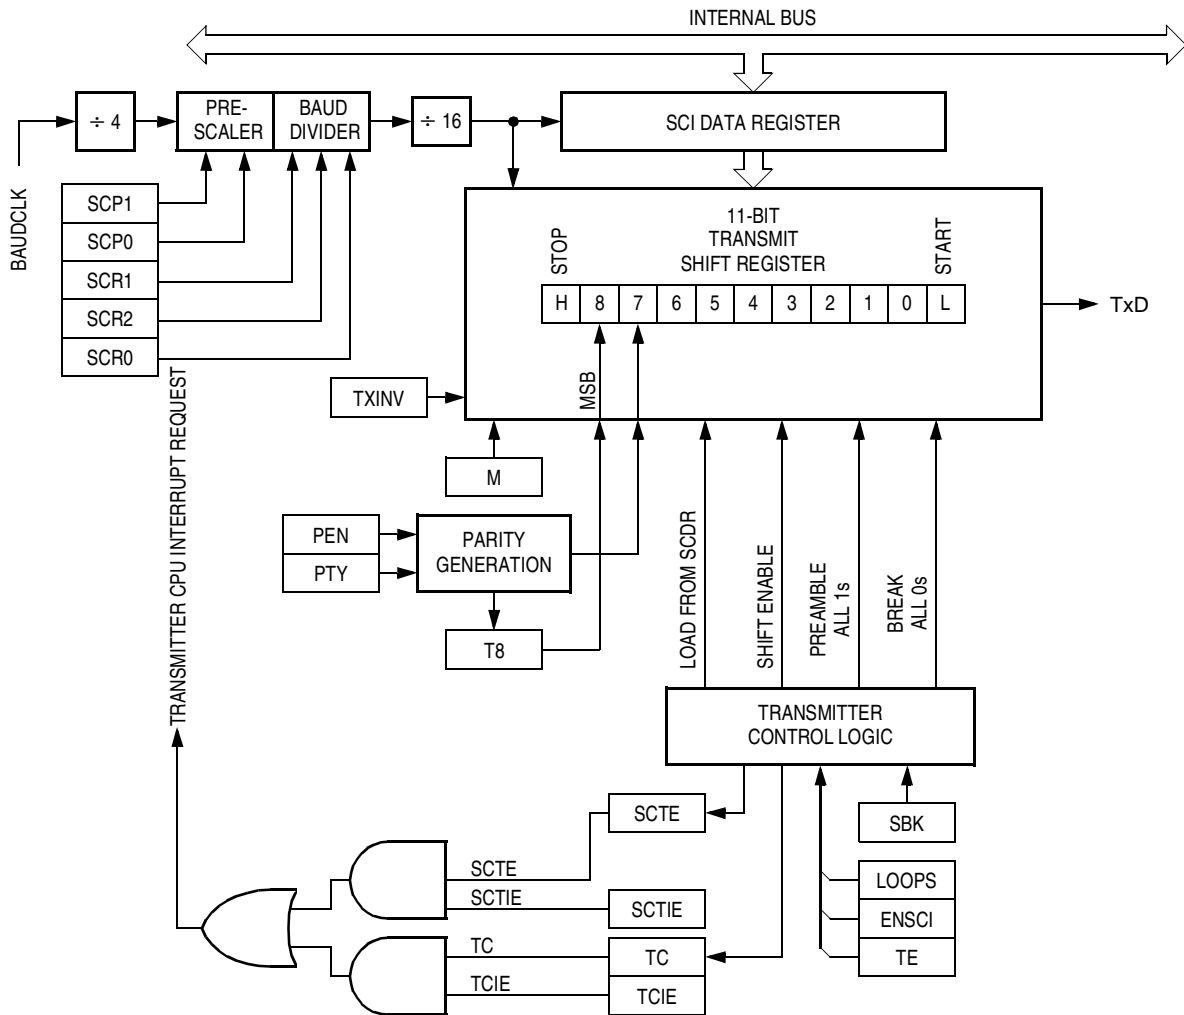 INTERNAL BUS
÷ 4
PRE-
SCALER
BAUD
DIVIDER
÷ 16
SCI DATA REGISTER
BAUDCLK
SCP1
SCP0
SCR1
SCR2
SCR0
11-BIT
TRANSMIT
SHIFT REGISTER
STOP
START
H 8 7 6 5 4 3 2 1 0 L
TxD
MSB
TXINV
M
PEN
PTY
PARITY
GENERATION
T8
LOAD FROM SCDR
SHIFT ENABLE
PREAMBLE
ALL 1s
BREAK
ALL 0s
TRANSMITTER CPU INTERRUPT REQUEST
TRANSMITTER
CONTROL LOGIC
SCTE
SBK
SCTE
SCTIE
SCTIE
LOOPS
ENSCI
TE
TC
TC
TCIE
TCIE